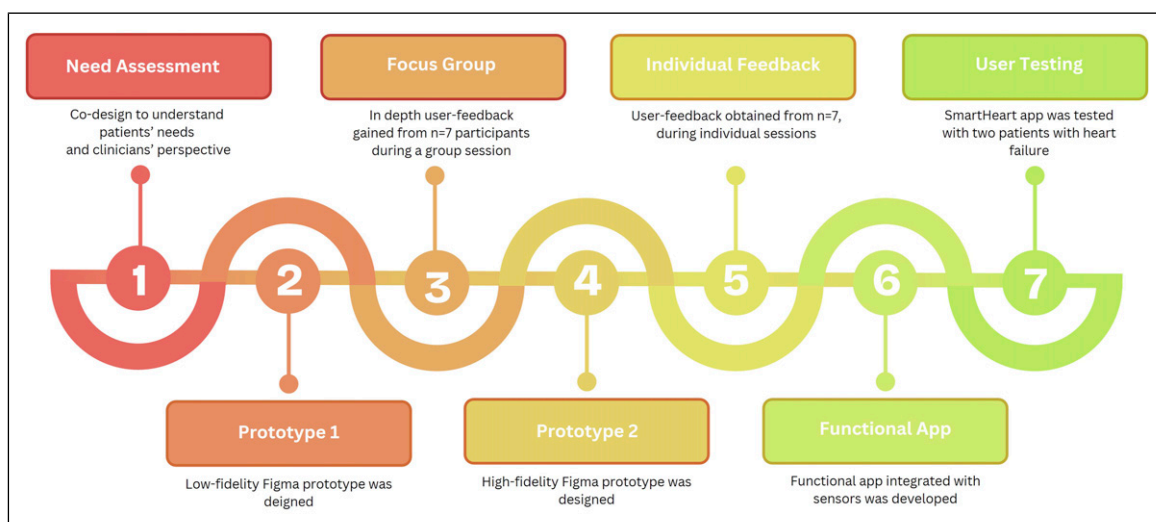 Need Assessment
Co-design to understand
patients' needs
and clinicians' perspective
Focus Group
In depth user-feedback
gained from n=7 participants
during a group session
Individual Feedback
User-feedback obtained from n=7,
during individual sessions
User Testing
SmartHeart app was tested
with two patients with heart
failure
1
2
3
4
5
6
7
Prototype 1
Low-fidelity Figma prototype was
deigned
Prototype 2
High-fidelity Figma prototype was
designed
Functional App
Functional app integrated with
sensors was developed